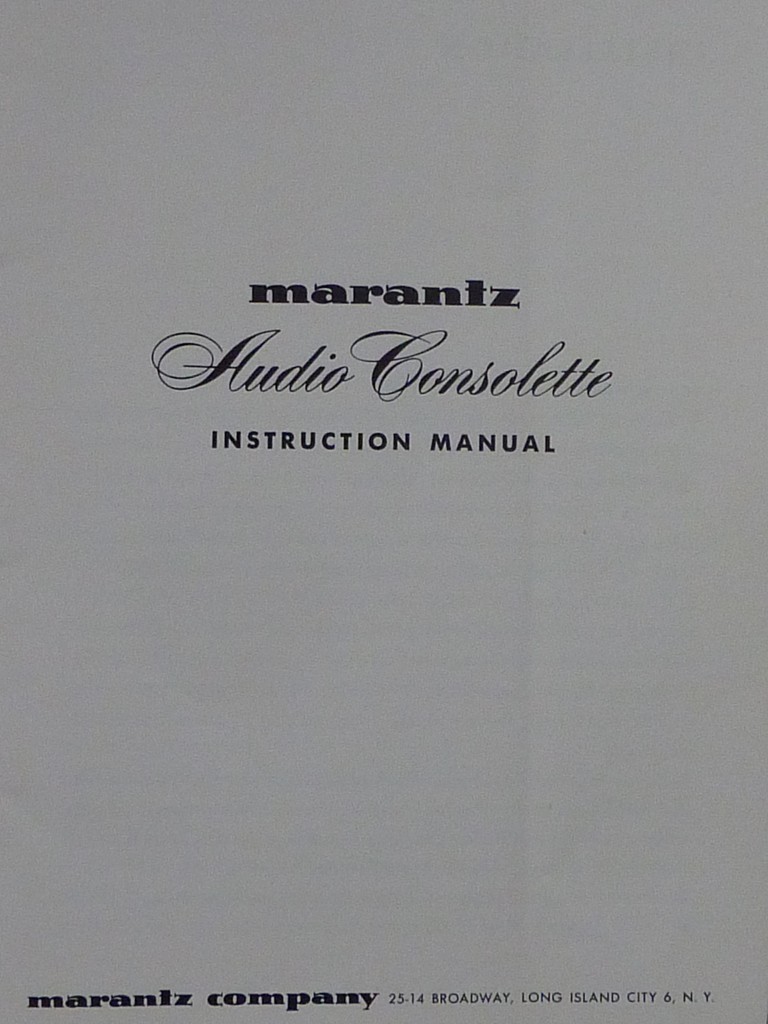 marantz
Audio Consolette
INSTRUCTION MANUAL
marantz company 25-14 BROADWAY, LONG ISLAND CITY 6, N. Y.